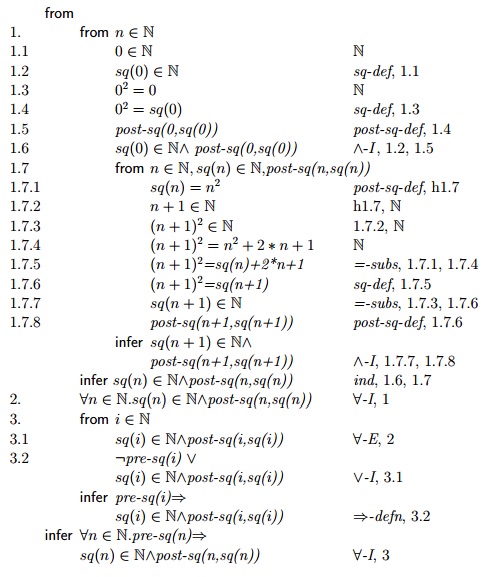 from
1. from n ∈ ℕ
1.1 0 ∈ ℕ ℕ
1.2 sq(0) ∈ ℕ sq-def, 1.1
1.3 0² = 0 ℕ
1.4 0² = sq(0) sq-def, 1.3
1.5 post-sq(0,sq(0)) post-sq-def, 1.4
1.6 sq(0) ∈ ℕ∧ post-sq(0,sq(0)) ∧-I, 1.2, 1.5
1.7 from n ∈ ℕ, sq(n) ∈ ℕ,post-sq(n,sq(n))
1.7.1 sq(n) = n² post-sq-def, h1.7
1.7.2 n + 1 ∈ ℕ h1.7, ℕ
1.7.3 (n + 1)² ∈ ℕ 1.7.2, ℕ
1.7.4 (n + 1)² = n² + 2 ∗ n + 1 ℕ
1.7.5 (n + 1)²=sq(n)+2*n+1 =-subs, 1.7.1, 1.7.4
1.7.6 (n + 1)²=sq(n+1) sq-def, 1.7.5
1.7.7 sq(n + 1) ∈ ℕ =-subs, 1.7.3, 1.7.6
1.7.8 post-sq(n+1,sq(n+1)) post-sq-def, 1.7.6
infer sq(n + 1) ∈ ℕ∧
post-sq(n+1,sq(n+1)) ∧-I, 1.7.7, 1.7.8
infer sq(n) ∈ ℕ∧post-sq(n,sq(n)) ind, 1.6, 1.7
2. ∀n ∈ ℕ.sq(n) ∈ ℕ∧post-sq(n,sq(n)) ∀-I, 1
3. from i ∈ ℕ
3.1 sq(i) ∈ ℕ∧post-sq(i,sq(i)) ∀-E, 2
3.2 ¬pre-sq(i) ∨
sq(i) ∈ ℕ∧post-sq(i,sq(i)) ∨-I, 3.1
infer pre-sq(i)⇒
sq(i) ∈ ℕ∧post-sq(i,sq(i)) ⇒-defn, 3.2
infer ∀n ∈ ℕ.pre-sq(n)⇒
sq(n) ∈ ℕ∧post-sq(n,sq(n)) ∀-I, 3